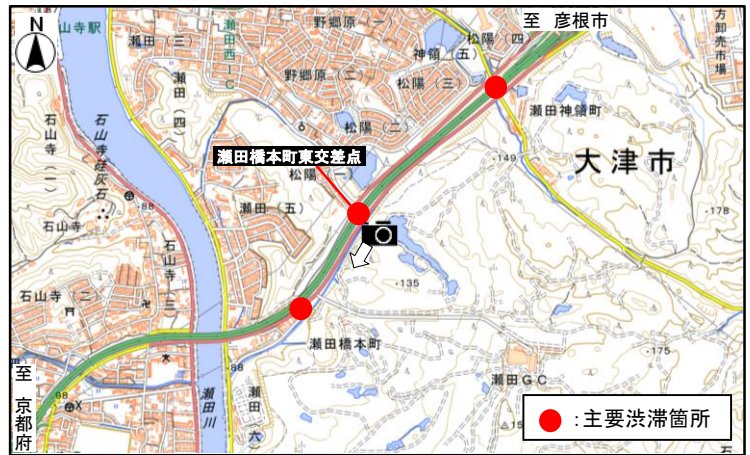 N
山寺駅
瀬田(三)
瀬田西IC
野郷原(一)
松陽(四)
至 彦根市
神領(五)
方卸売市場
野郷原(二)
松陽(三)
瀬田神領町
瀬田(四)
石山寺(一)
石山寺硅灰石
松陽(二)
瀬田橋本町東交差点
・149
大津市
松陽(一)
・88
瀬田(五)
・178
石山寺
石山寺(三)
石山寺(二)
・135
瀬田橋本町
・175
・88
瀬田GC
至 京都府
・98
瀬田川
瀬田(六)
:主要渋滞箇所